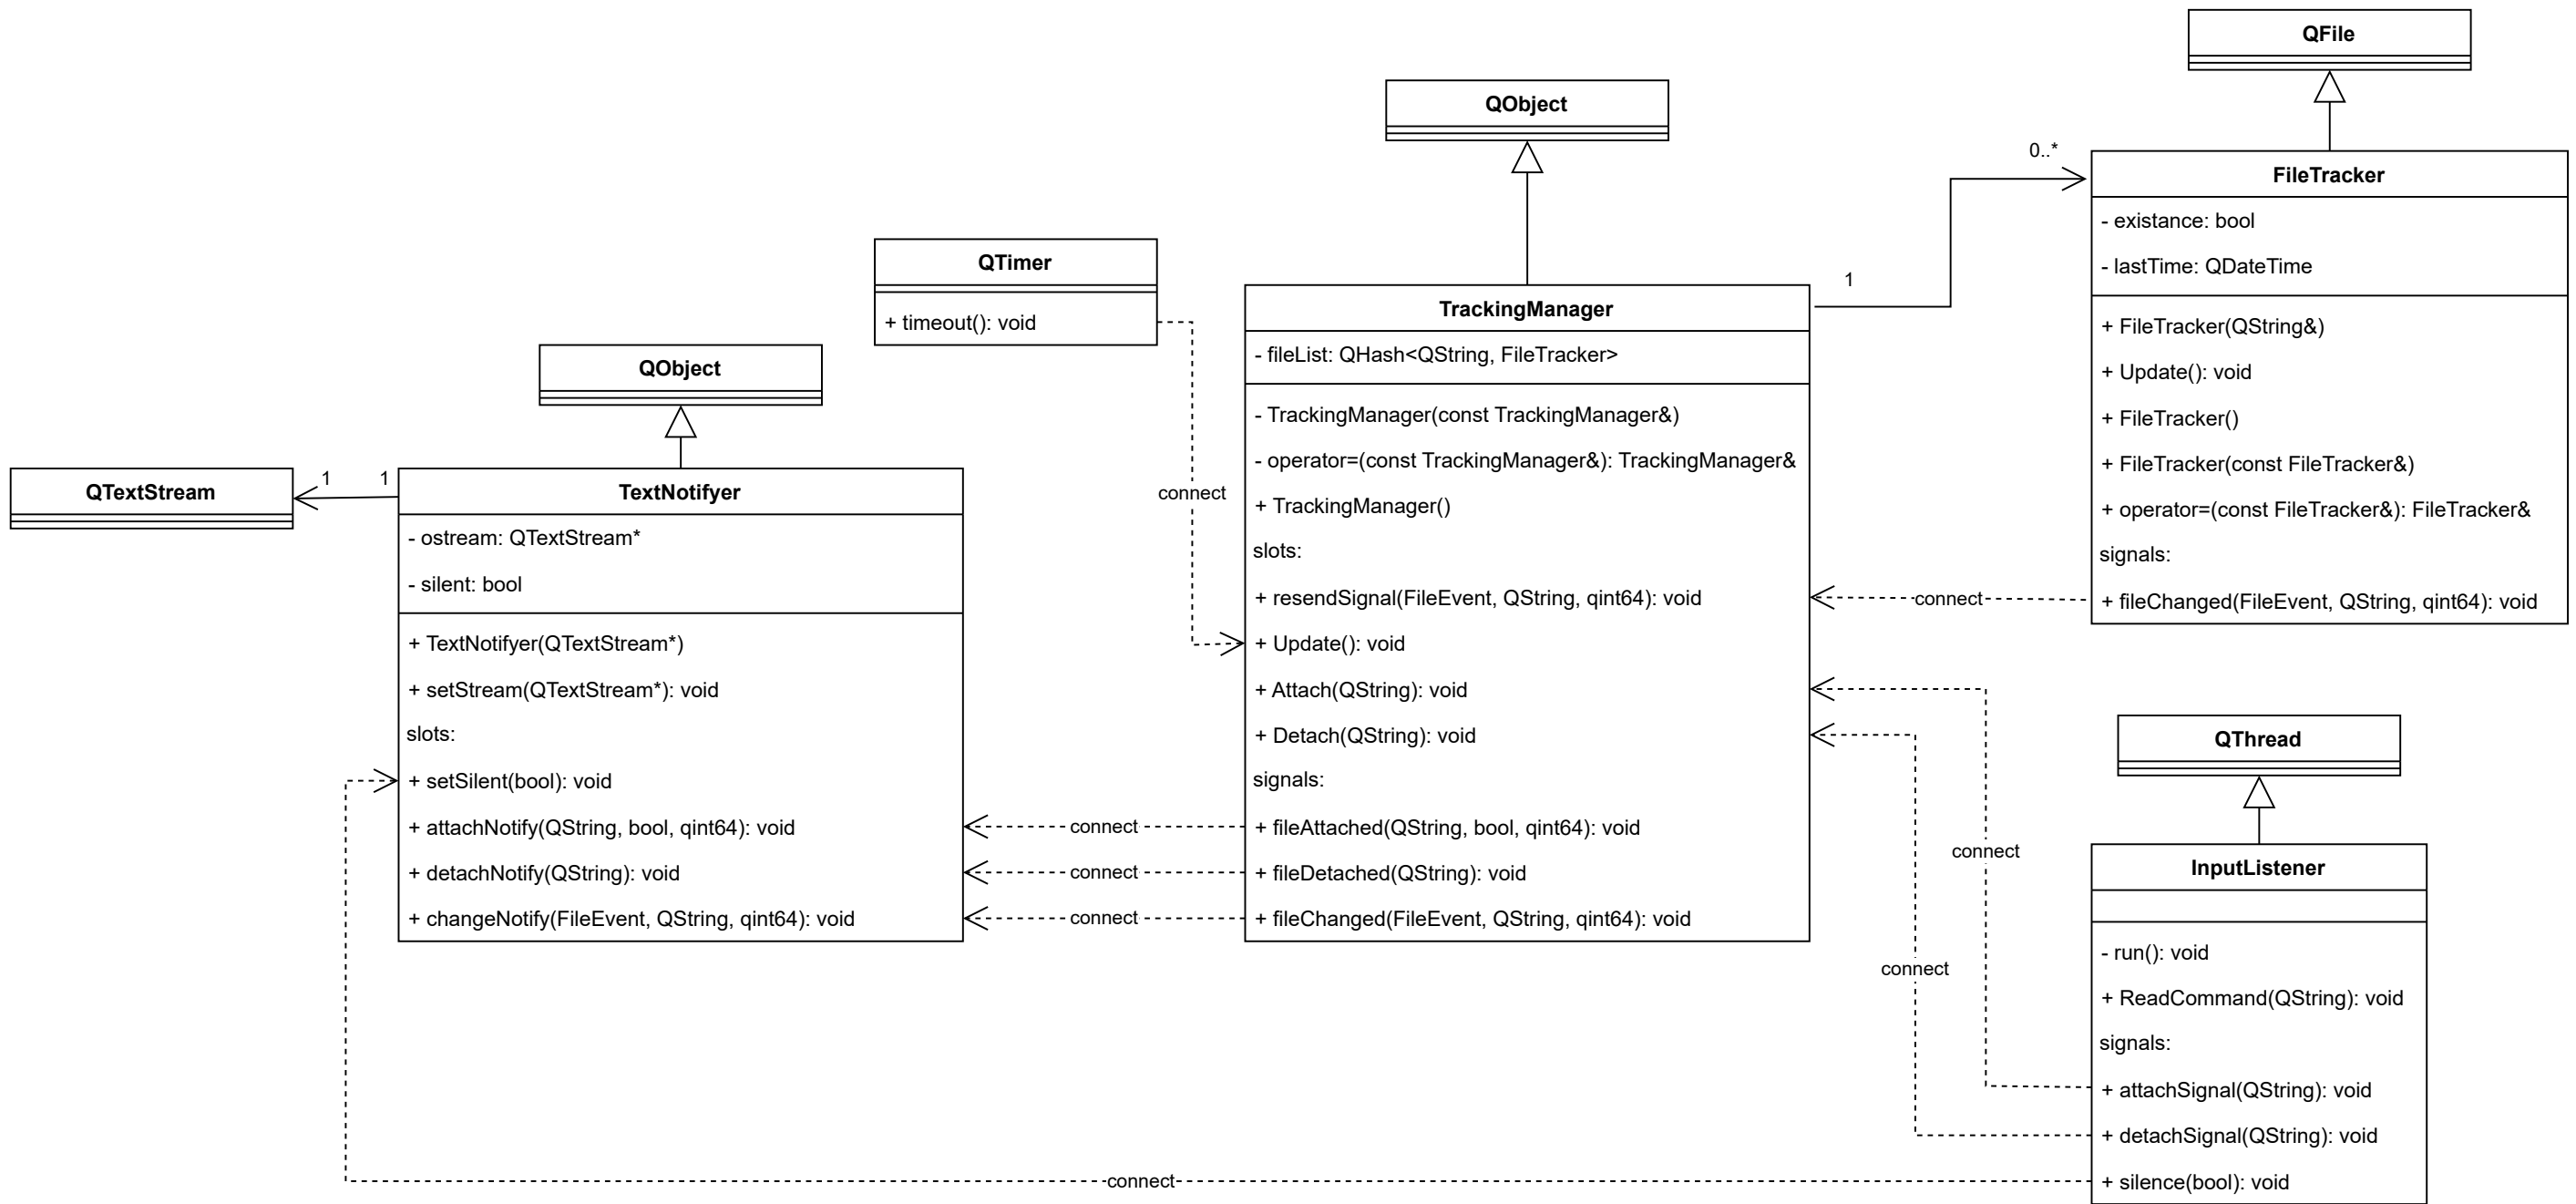 QFile
QObject
0..*
FileTracker
- existance: bool
- lastTime: QDateTime
+ FileTracker(QString&)
+ Update(): void
+ FileTracker()
+ FileTracker(const FileTracker&)
+ operator=(const FileTracker&): FileTracker&
signals:
+ fileChanged(FileEvent, QString, qint64): void
QTimer
+ timeout(): void
1
TrackingManager
- fileList: QHash<QString, FileTracker>
- TrackingManager(const TrackingManager&)
- operator=(const TrackingManager&): TrackingManager&
+ TrackingManager()
slots:
+ resendSignal(FileEvent, QString, qint64): void
+ Update(): void
+ Attach(QString): void
+ Detach(QString): void
signals:
+ fileAttached(QString, bool, qint64): void
+ fileDetached(QString): void
+ fileChanged(FileEvent, QString, qint64): void
connect
connect
QObject
QTextStream
1
1
TextNotifyer
- ostream: QTextStream*
- silent: bool
+ TextNotifyer(QTextStream*)
+ setStream(QTextStream*): void
slots:
+ setSilent(bool): void
+ attachNotify(QString, bool, qint64): void
+ detachNotify(QString): void
+ changeNotify(FileEvent, QString, qint64): void
connect
connect
connect
QThread
connect
connect
InputListener
- run(): void
+ ReadCommand(QString): void
signals:
+ attachSignal(QString): void
+ detachSignal(QString): void
+ silence(bool): void
connect